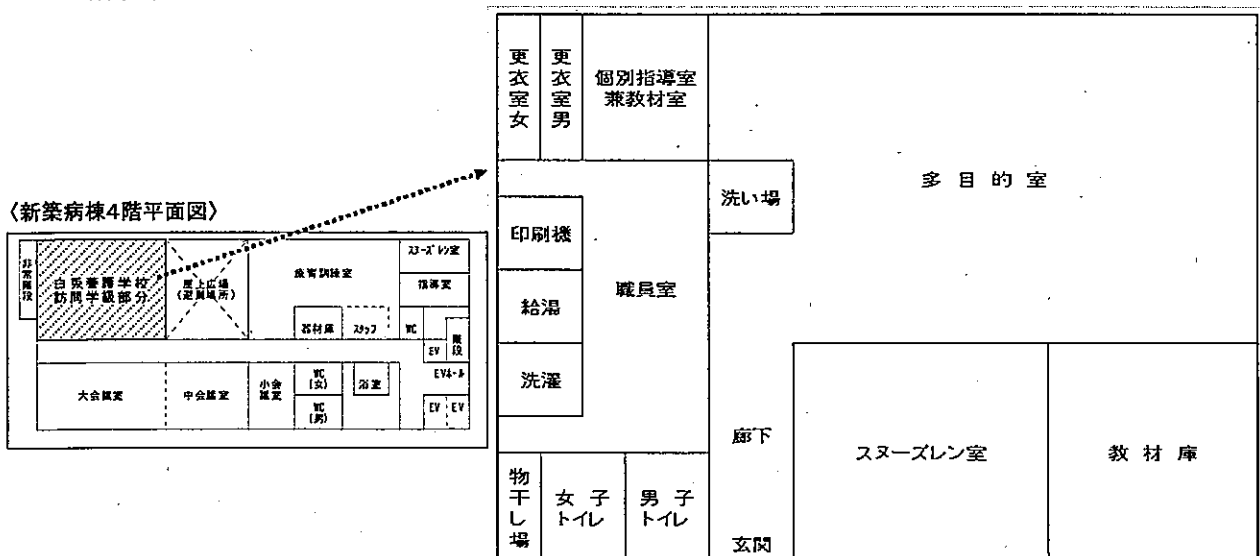 更衣室女
更衣室男
個別指導室
兼教材室
多目的室
洗い場
印刷機
給湯
洗濯
職員室
廊下
スヌーズレン室
教材庫
物干し場
女子
トイレ
男子
トイレ
玄関
〈新築病棟4階平面図〉
非常階段
白兎養護学校
訪問学級部分
屋上広場
(避難場所)
療育訓練室
スヌーズレン室
指導室
器材庫
スタッフ
WC
EV
階段
大会議室
中会議室
小会議室
WC
(女)
WC
(男)
浴室
EVホール
EV
EV